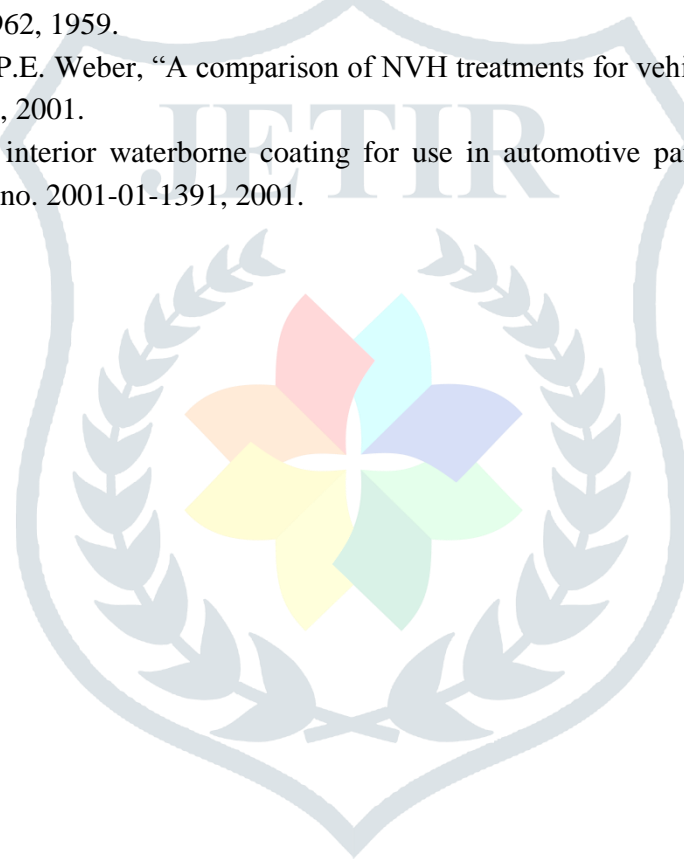 962, 1959.
P.E. Weber, “A comparison of NVH treatments for vehi
, 2001.
interior waterborne coating for use in automotive pa
no. 2001-01-1391, 2001.
JETIR